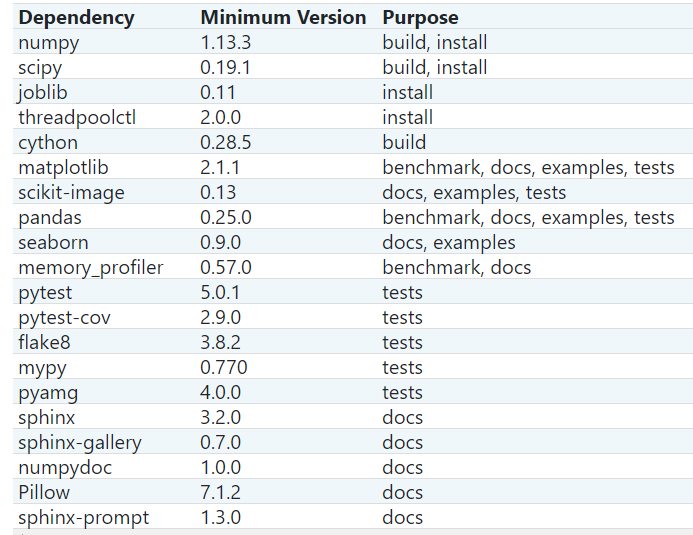 Dependency Minimum Version Purpose
numpy 1.13.3 build, install
scipy 0.19.1 build, install
joblib 0.11 install
threadpoolctl 2.0.0 install
cython 0.28.5 build
matplotlib 2.1.1 benchmark, docs, examples, tests
scikit-image 0.13 docs, examples, tests
pandas 0.25.0 benchmark, docs, examples, tests
seaborn 0.9.0 docs, examples
memory_profiler 0.57.0 benchmark, docs
pytest 5.0.1 tests
pytest-cov 2.9.0 tests
flake8 3.8.2 tests
mypy 0.770 tests
pyamg 4.0.0 tests
sphinx 3.2.0 docs
sphinx-gallery 0.7.0 docs
numpydoc 1.0.0 docs
Pillow 7.1.2 docs
sphinx-prompt 1.3.0 docs